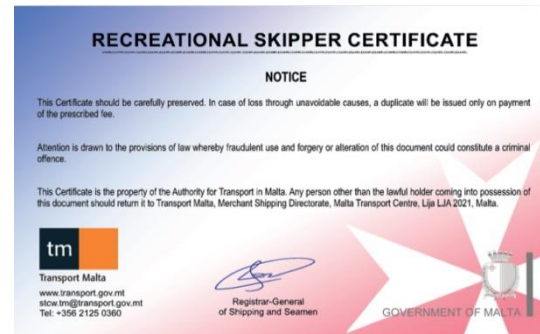 RECREATIONAL SKIPPER CERTIFICATE
NOTICE
This Certificate should be carefully preserved. In case of loss through unavoidable causes, a duplicate will be issued only on payment
of the prescribed fee.
Attention is drawn to the provisions of law whereby fraudulent use and forgery or alteration of this document could constitute a criminal
offence.
This Certificate is the property of the Authority for Transport in Malta. Any person other than the lawful holder coming into possession of
this document should return it to Transport Malta, Merchant Shipping Directorate, Malta Transport Centre, Lija LJA 2021, Malta.
tm
Transport Malta
www.transport.gov.mt
stcw.tm@transport.gov.mt
Tel: +356 2125 0360
Registrar-General
of Shipping and Seamen
GOVERNMENT OF MALTA